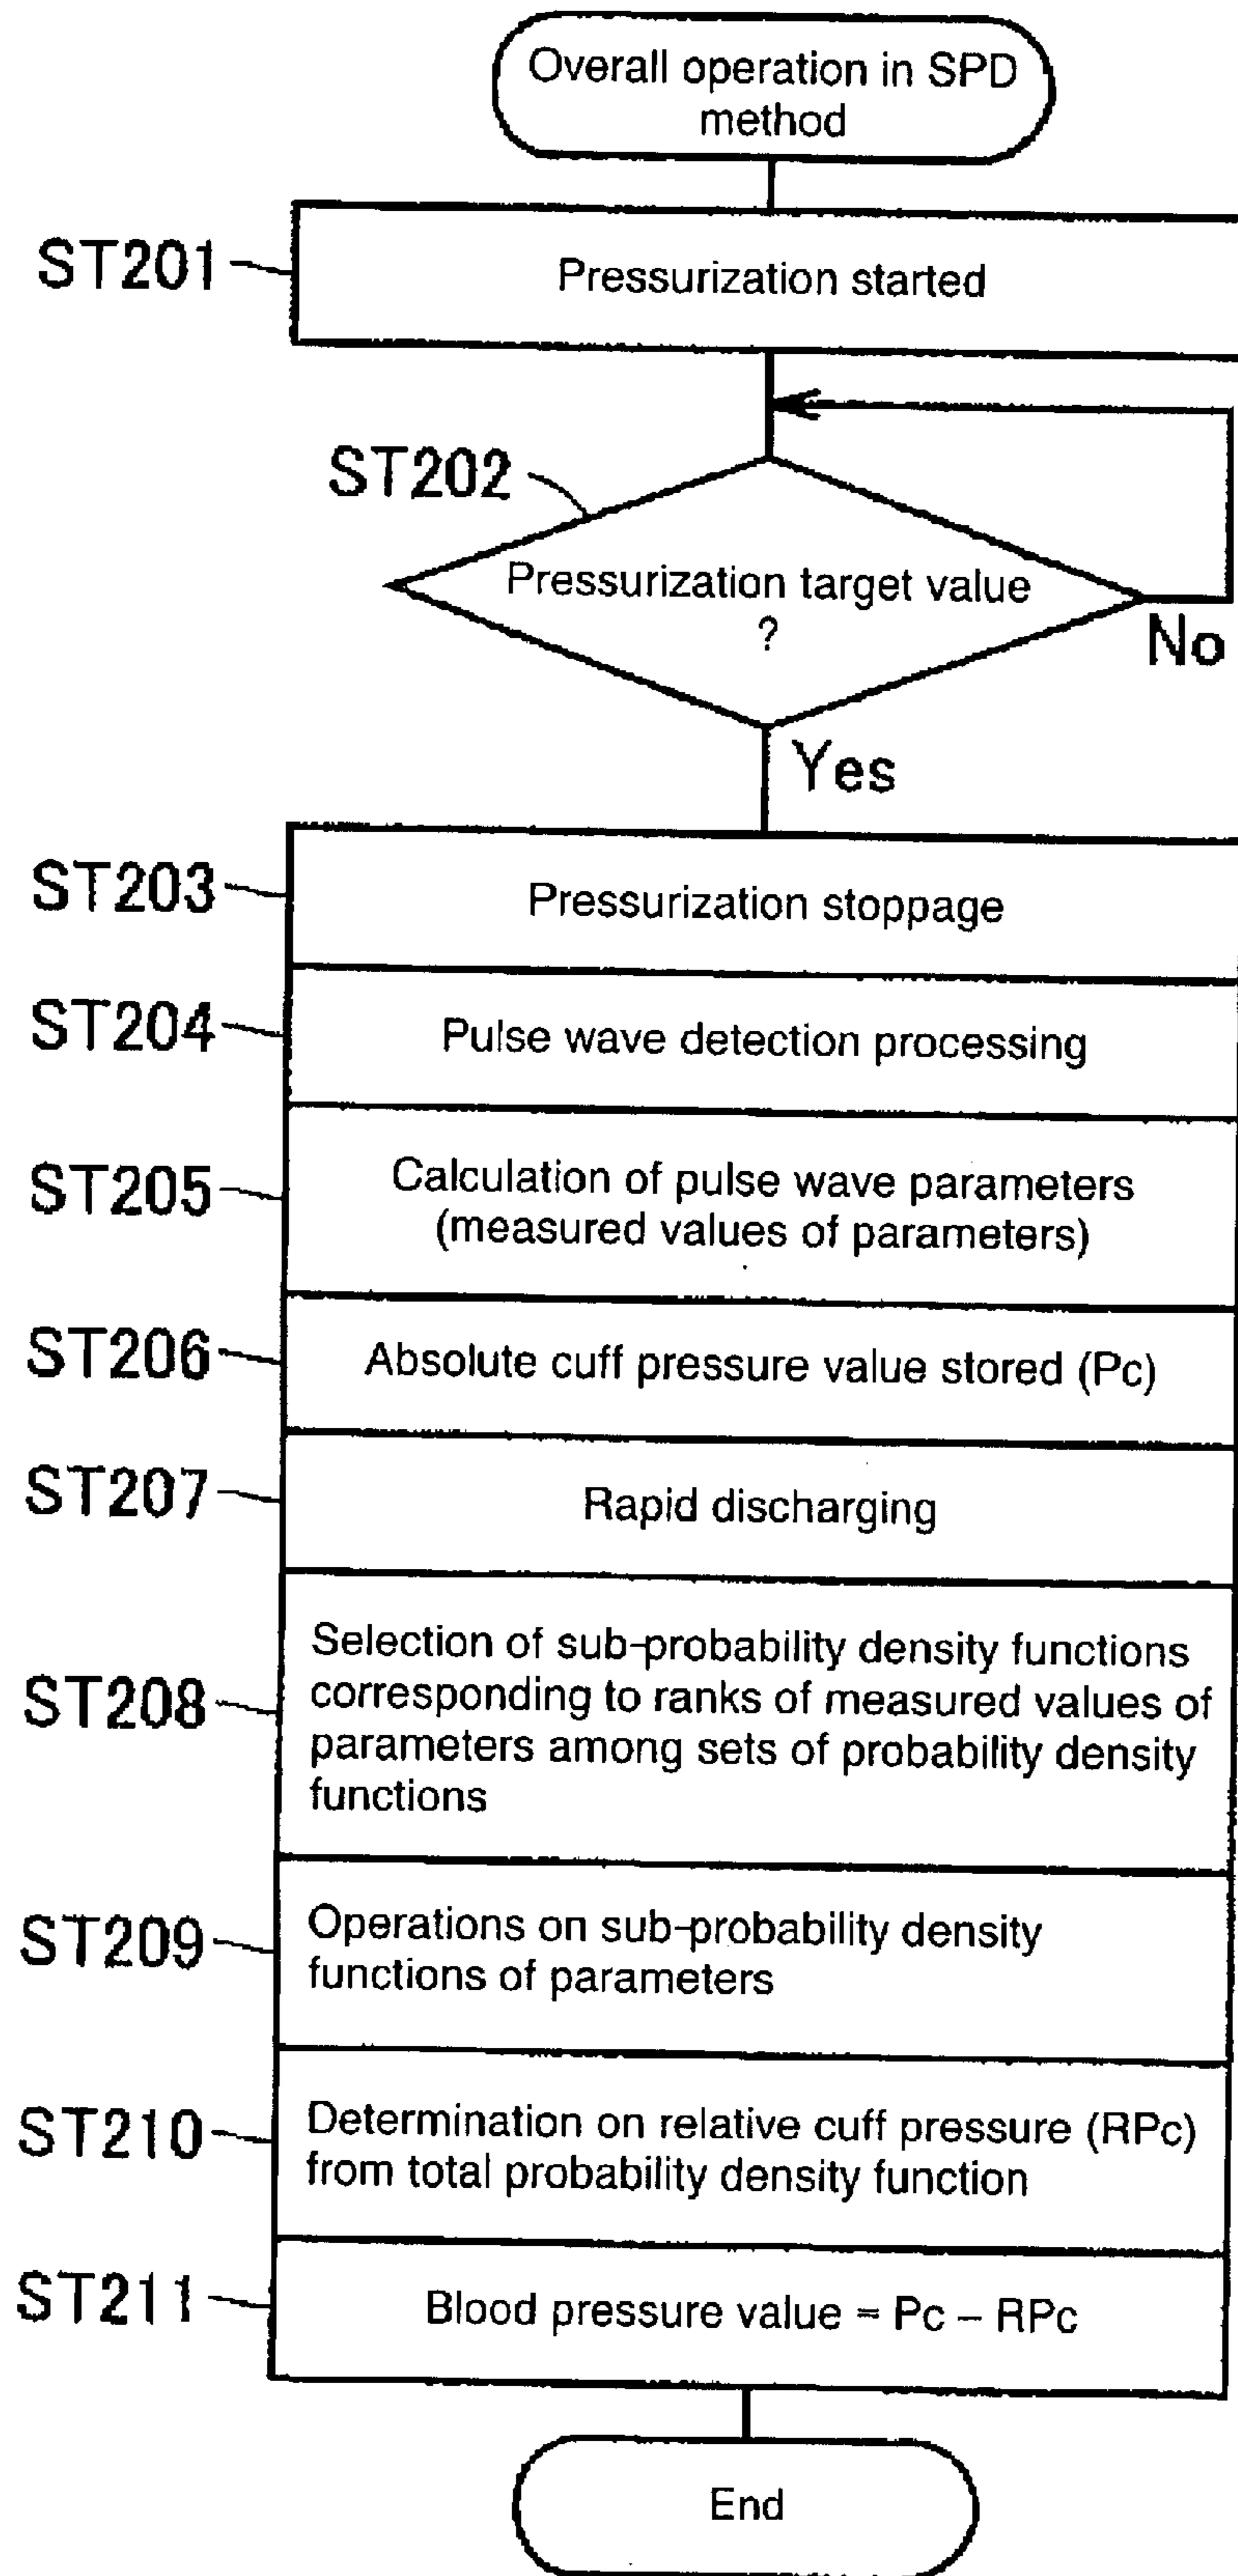 Overall operation in SPD
method
ST201
Pressurization started
ST202
Pressurization target value
?
No
Yes
ST203
Pressurization stoppage
ST204
Pulse wave detection processing
ST205
Calculation of pulse wave parameters
(measured values of parameters)
ST206
Absolute cuff pressure value stored (Pc)
ST207
Rapid discharging
ST208
Selection of sub-probability density functions
corresponding to ranks of measured values of
parameters among sets of probability density
functions
ST209
Operations on sub-probability density
functions of parameters
ST210
Determination on relative cuff pressure (RPc)
from total probability density function
ST211
Blood pressure value = Pc – RPc
End